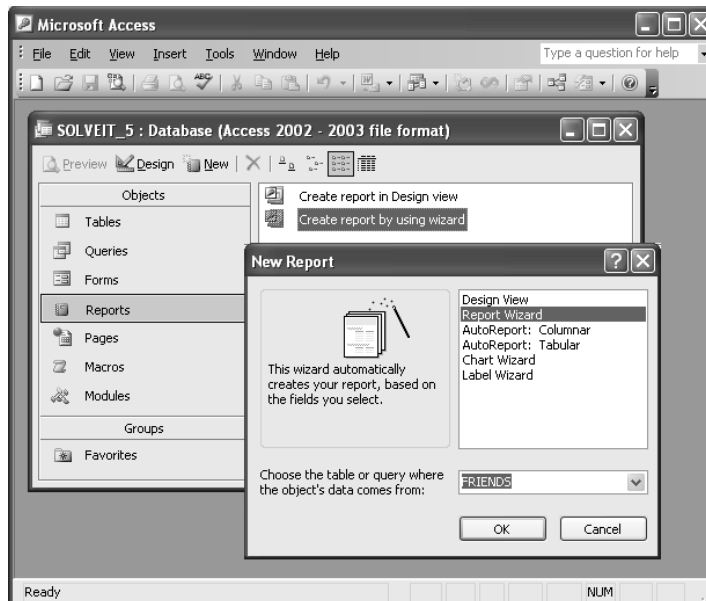 Microsoft Access
File Edit View Insert Tools Window Help Type a question for help
ABC
W
SOLVEIT_5 : Database (Access 2002 - 2003 file format)
Preview Design New
Objects
Create report in Design view
Tables
Create report by using wizard
Queries
Forms
Reports
Pages
Macros
Modules
Groups
Favorites
New Report
This wizard automatically
creates your report, based on
the fields you select.
Design View
Report Wizard
AutoReport: Columnar
AutoReport: Tabular
Chart Wizard
Label Wizard
Choose the table or query where
the object's data comes from:
FRIENDS
OK Cancel
Ready NUM